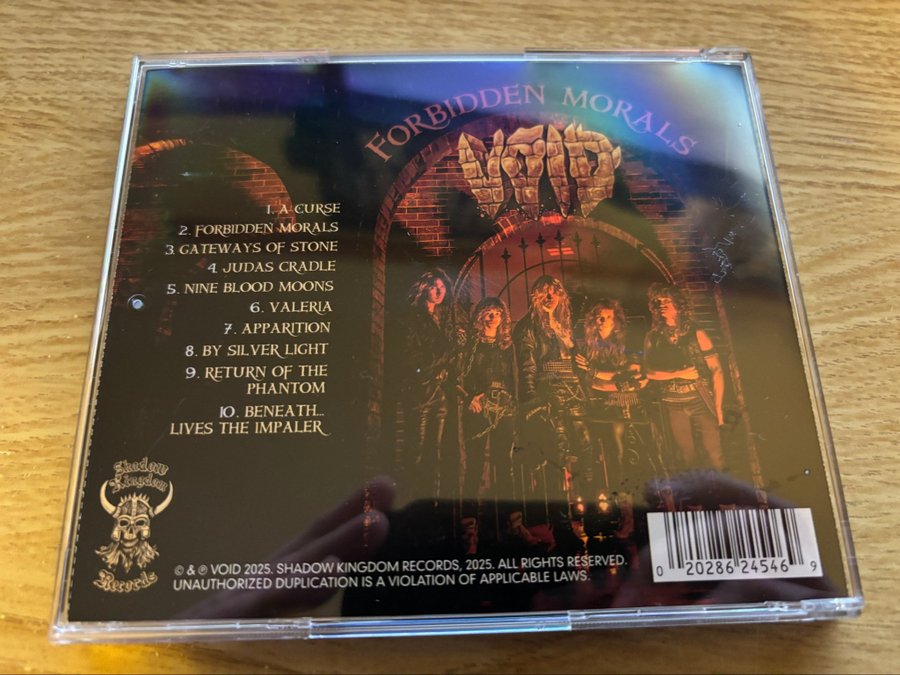 FORBIDDEN MORALS
VOID
1. A CURSE
2. FORBIDDEN MORALS
3. GATEWAYS OF STONE
4. JUDAS CRADLE
5. NINE BLOOD MOONS
6. VALERIA
7. APPARITION
8. BY SILVER LIGHT
9. RETURN OF THE
PHANTOM
10. BENEATH...
LIVES THE IMPALER
Shadow
Kingdom
Records
© & ℗ VOID 2025. SHADOW KINGDOM RECORDS, 2025. ALL RIGHTS RESERVED.
UNAUTHORIZED DUPLICATION IS A VIOLATION OF APPLICABLE LAWS.
0 20286 24546 9